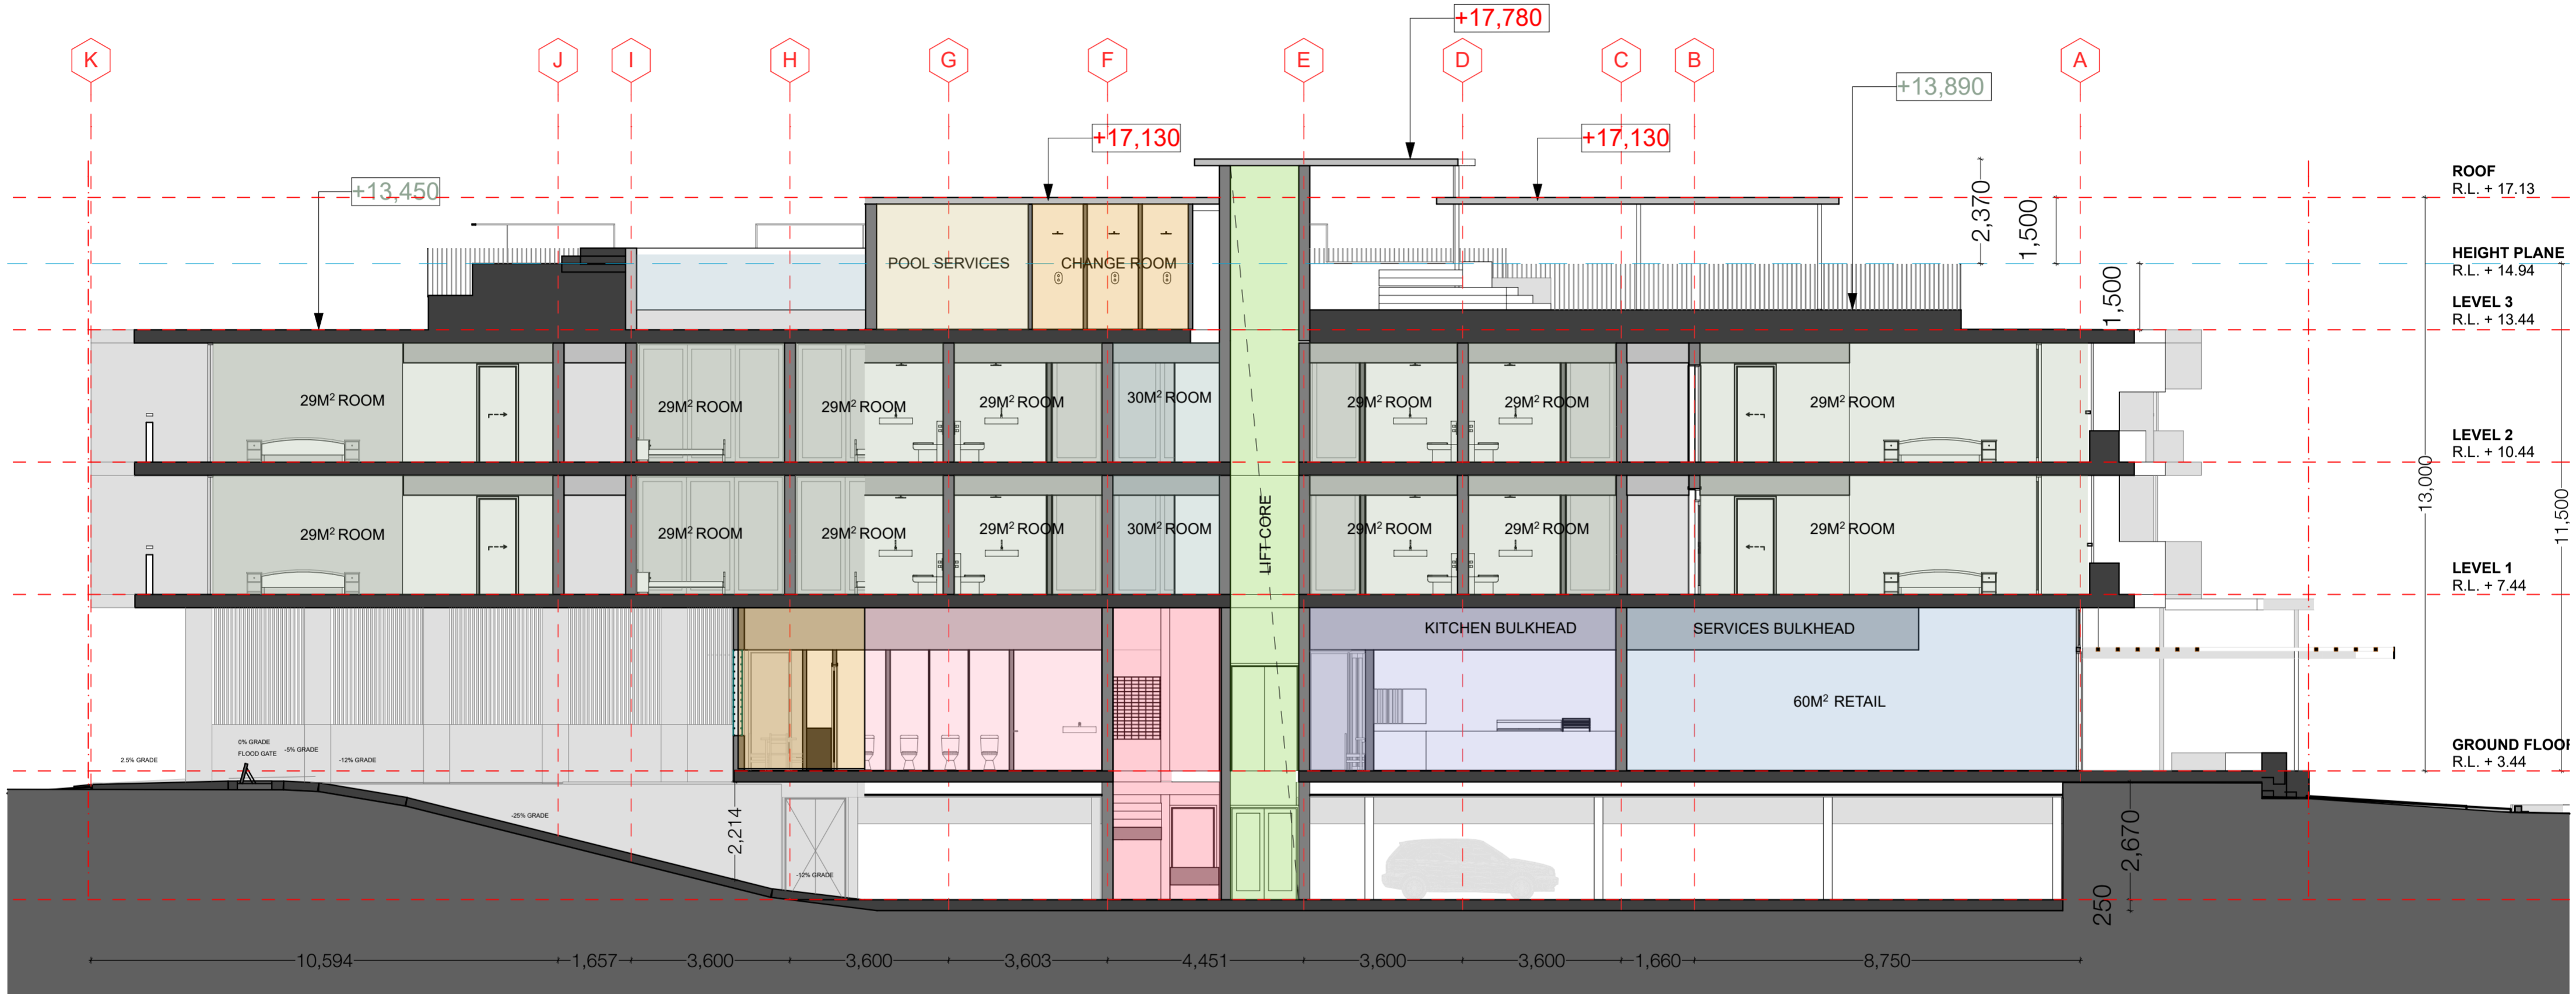 +17,780
K
J
I
H
G
F
E
D
C
B
A
+13,890
+17,130
+17,130
+13,450
ROOF
R.L. + 17.13
2,370
1,500
HEIGHT PLANE
R.L. + 14.94
POOL SERVICES
CHANGE ROOM
1,500
LEVEL 3
R.L. + 13.44
29M² ROOM
29M² ROOM
29M² ROOM
29M² ROOM
30M² ROOM
29M² ROOM
29M² ROOM
29M² ROOM
LEVEL 2
R.L. + 10.44
13,000
11,500
29M² ROOM
29M² ROOM
29M² ROOM
29M² ROOM
30M² ROOM
LIFT CORE
29M² ROOM
29M² ROOM
29M² ROOM
LEVEL 1
R.L. + 7.44
KITCHEN BULKHEAD
SERVICES BULKHEAD
60M² RETAIL
GROUND FLOOR
R.L. + 3.44
2.5% GRADE
0% GRADE
FLOOD GATE
-5% GRADE
-12% GRADE
-25% GRADE
2,214
-12% GRADE
2,670
250
10,594
1,657
3,600
3,600
3,603
4,451
3,600
3,600
1,660
8,750